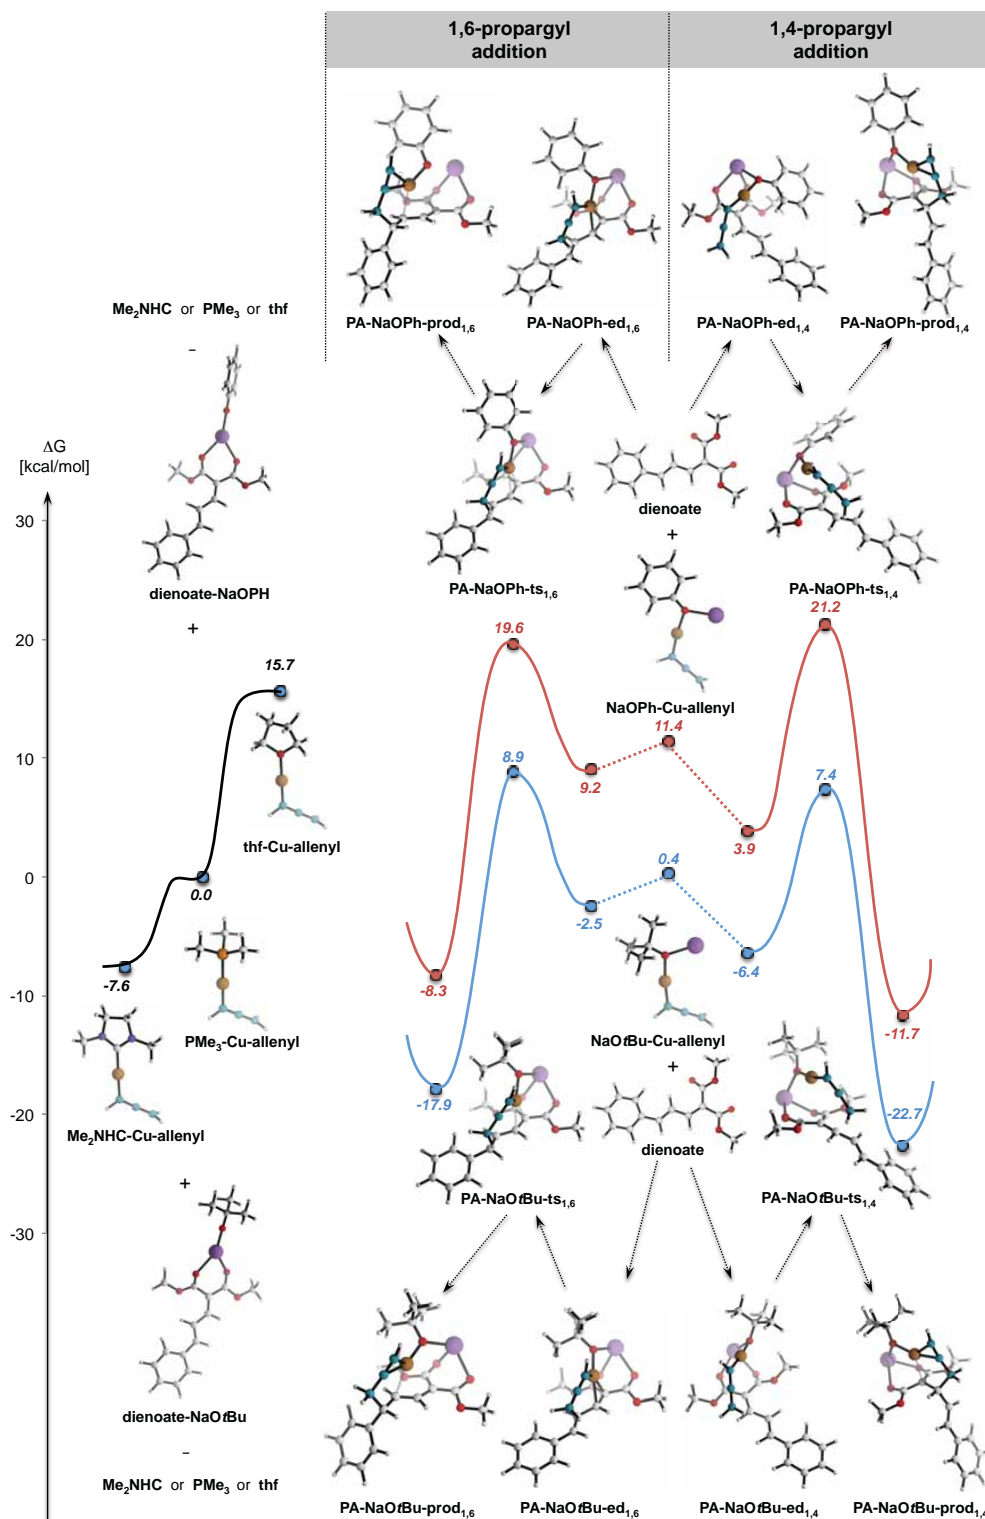 1,6-propargyl
addition
1,4-propargyl
addition
PA-NaOPh-prod1,6
PA-NaOPh-ed1,6
PA-NaOPh-ed1,4
PA-NaOPh-prod1,4
Me2NHC or PMe3 or thf
–
ΔG
[kcal/mol]
30
20
10
0
-10
-20
-30
dienoate-NaOPH
+
dienoate
+
PA-NaOPh-ts1,6
PA-NaOPh-ts1,4
NaOPh-Cu-allenyl
19.6
21.2
15.7
11.4
9.2
3.9
thf-Cu-allenyl
8.9
7.4
0.4
0.0
-2.5
-6.4
-7.6
-8.3
-11.7
PMe3-Cu-allenyl
NaOtBu-Cu-allenyl
+
-17.9
-22.7
Me2NHC-Cu-allenyl
dienoate
+
PA-NaOtBu-ts1,6
PA-NaOtBu-ts1,4
dienoate-NaOtBu
–
Me2NHC or PMe3 or thf
PA-NaOtBu-prod1,6
PA-NaOtBu-ed1,6
PA-NaOtBu-ed1,4
PA-NaOtBu-prod1,4